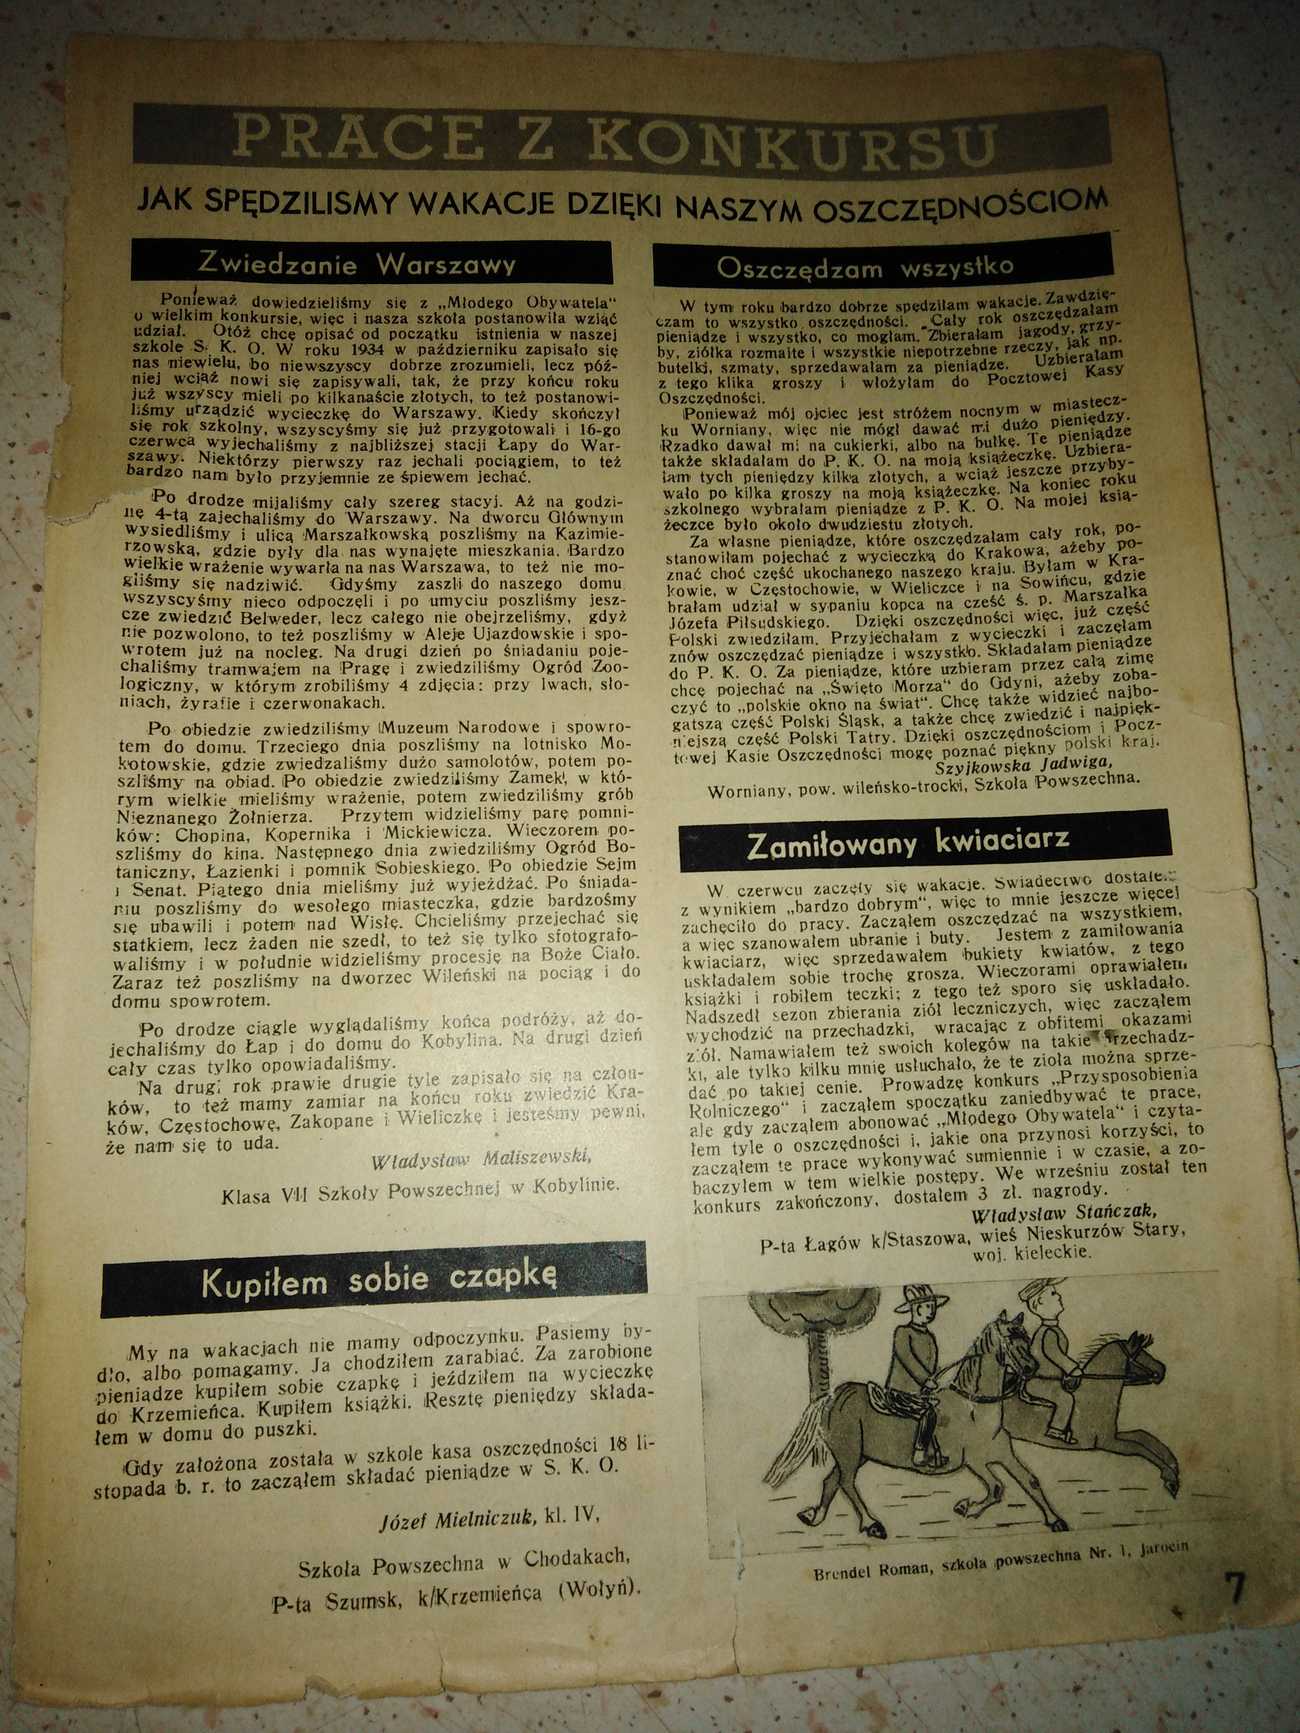 PRACE Z KONKURSU
JAK SPĘDZILISMY WAKACJE DZIĘKI NASZYM OSZCZĘDNOŚCIOM
Zwiedzanie Warszawy
Ponieważ dowiedzieliśmy się z „Młodego Obywatela"
o wielkim konkursie, więc i nasza szkoła postanowiła wziąć
udział. Otóż chcę opisać od początku istnienia w naszej
szkole S. K. O. W roku 1934 w październiku zapisało się
nas niewielu, bo niewszyscy dobrze zrozumieli, lecz póź-
niej wciąż nowi się zapisywali, tak, że przy końcu roku
już wszyscy mieli po kilkanaście złotych, to też postanowi-
liśmy urządzić wycieczkę do Warszawy. Kiedy skończył
się rok szkolny, wszyscyśmy się już przygotowali i 16-go
czerwca wyjechaliśmy z najbliższej stacji Łapy do War-
szawy. Niektórzy pierwszy raz jechali pociągiem, to też
bardzo nam było przyjemnie ze śpiewem jechać.
Po drodze mijaliśmy cały szereg stacyj. Aż na godzi-
nę 4-tą zajechaliśmy do Warszawy. Na dworcu Głównym
wysiedliśmy i ulicą Marszałkowską poszliśmy na Kazimie-
rzowską, gdzie były dla nas wynajęte mieszkania. Bardzo
wielkie wrażenie wywarła na nas Warszawa, to też nie mo-
gliśmy się nadziwić. Gdyśmy zaszli do naszego domu
wszyscyśmy nieco odpoczęli i po umyciu poszliśmy jesz-
cze zwiedzić Belweder, lecz całego nie obejrzeliśmy, gdyż
nie pozwolono, to też poszliśmy w Aleje Ujazdowskie i spo-
wrotem już na nocleg. Na drugi dzień po śniadaniu poje-
chaliśmy tramwajem na Pragę i zwiedziliśmy Ogród Zoo-
logiczny, w którym zrobiliśmy 4 zdjęcia: przy lwach, sło-
niach, żyrafie i czerwonakach.
Po obiedzie zwiedziliśmy Muzeum Narodowe i spowro-
tem do domu. Trzeciego dnia poszliśmy na lotnisko Mo-
kotowskie, gdzie zwiedzaliśmy dużo samolotów, potem po-
szliśmy na obiad. Po obiedzie zwiedziliśmy Zamek, w któ-
rym wielkie mieliśmy wrażenie, potem zwiedziliśmy grób
Nieznanego Żołnierza. Przytem widzieliśmy parę pomni-
ków: Chopina, Kopernika i Mickiewicza. Wieczorem po-
szliśmy do kina. Następnego dnia zwiedziliśmy Ogród Bo-
taniczny, Łazienki i pomnik Sobieskiego. Po obiedzie Sejm
i Senat. Piątego dnia mieliśmy już wyjeżdżać. Po śniada-
niu poszliśmy do wesołego miasteczka, gdzie bardzośmy
się ubawili i potem nad Wisłę. Chcieliśmy przejechać się
statkiem, lecz żaden nie szedł, to też się tylko sfotografo-
waliśmy i w południe widzieliśmy procesję na Boże Ciało.
Zaraz też poszliśmy na dworzec Wileński na pociąg i do
domu spowrotem.
Po drodze ciągle wyglądaliśmy końca podróży, aż do-
jechaliśmy do Łap i do domu do Kobylina. Na drugi dzień
cały czas tylko opowiadaliśmy.
Na drugi rok prawie drugie tyle zapisało się na człon-
ków, to też mamy zamiar na końcu roku zwiedzić Kra-
ków, Częstochowę, Zakopane i Wieliczkę i jesteśmy pewni,
że nam się to uda.
Władysław Maliszewski,
Klasa VII Szkoły Powszechnej w Kobylinie.
Kupiłem sobie czapkę
My na wakacjach nie mamy odpoczynku. Pasiemy by-
dło, albo pomagamy. Ja chodziłem zarabiać. Za zarobione
pieniądze kupiłem sobie czapkę i jeździłem na wycieczkę
do Krzemieńca. Kupiłem książki. Resztę pieniędzy składa-
łem w domu do puszki.
Gdy założona została w szkole kasa oszczędności 18 li-
stopada b. r. to zacząłem składać pieniądze w S. K. O.
Józef Mielniczuk, kl. IV,
Szkoła Powszechna w Chodakach,
P-ta Szumsk, k/Krzemieńca (Wołyń).
Oszczędzam wszystko
W tym roku bardzo dobrze spędziłam wakacje. Zawdzię-
czam to wszystko oszczędności. Cały rok oszczędzałam
pieniądze i wszystko, co mogłam. Zbierałam jagody, grzy-
by, ziółka rozmaite i wszystkie niepotrzebne rzeczy, jak np.
butelki, szmaty, sprzedawałam za pieniądze. Uzbierałam
z tego klika groszy i włożyłam do Pocztowej Kasy
Oszczędności.
Ponieważ mój ojciec jest stróżem nocnym w miastecz-
ku Worniany, więc nie mógł dawać mi dużo pieniędzy.
Rzadko dawał mi na cukierki, albo na bułkę. Te pieniądze
także składałam do P. K. O. na moją książeczkę. Uzbiera-
łam tych pieniędzy kilka złotych, a wciąż jeszcze przyby-
wało po kilka groszy na moją książeczkę. Na koniec roku
szkolnego wybrałam pieniądze z P. K. O. Na mojej ksią-
żeczce było około dwudziestu złotych.
Za własne pieniądze, które oszczędzałam cały rok, po-
stanowiłam pojechać z wycieczką do Krakowa, ażeby po-
znać choć część ukochanego naszego kraju. Byłam w Kra-
kowie, w Częstochowie, w Wieliczce i na Sowińcu, gdzie
brałam udział w sypaniu kopca na cześć ś. p. Marszałka
Józefa Piłsudskiego. Dzięki oszczędności więc, już część
Polski zwiedziłam. Przyjechałam z wycieczki i zaczęłam
znów oszczędzać pieniądze i wszystko. Składałam pieniądze
do P. K. O. Za pieniądze, które uzbieram przez całą zimę
chcę pojechać na „Święto Morza" do Gdyni, ażeby zoba-
czyć to „polskie okno na świat". Chcę także widzieć najbo-
gatszą część Polski Śląsk, a także chcę zwiedzić i najpięk-
niejszą część Polski Tatry. Dzięki oszczędnościom i Pocz-
towej Kasie Oszczędności mogę poznać piękny polski kraj.
Szyjkowska Jadwiga,
Worniany, pow. wileńsko-trocki, Szkoła Powszechna.
Zamiłowany kwiaciarz
W czerwcu zaczęły się wakacje. Świadectwo dostałem
z wynikiem „bardzo dobrym", więc to mnie jeszcze więcej
zachęciło do pracy. Zacząłem oszczędzać na wszystkiem,
a więc szanowałem ubranie i buty. Jestem z zamiłowania
kwiaciarz, więc sprzedawałem bukiety kwiatów, z tego
uskładałem sobie trochę grosza. Wieczorami oprawiałem
książki i robiłem teczki; z tego też sporo się uskładało.
Nadszedł sezon zbierania ziół leczniczych, więc zacząłem
wychodzić na przechadzki, wracając z obfitemi okazami
ziół. Namawiałem też swoich kolegów na takie przechadz-
ki, ale tylko kilku mnię usłuchało, że te zioła można sprze-
dać po takiej cenie. Prowadzę konkurs „Przysposobienia
Rolniczego" i zacząłem spoczątku zaniedbywać te prace,
ale gdy zacząłem abonować „Młodego Obywatela" i czyta-
łem tyle o oszczędności i, jakie ona przynosi korzyści, to
zacząłem te prace wykonywać sumiennie i w czasie, a zo-
baczyłem w tem wielkie postępy. We wrześniu został ten
konkurs zakończony, dostałem 3 zł. nagrody.
Władysław Stańczak,
P-ta Łagów k/Staszowa, wieś Nieskurzów Stary,
woj. kieleckie.
Brendel Roman, szkoła powszechna Nr. 1, Jarocin
7